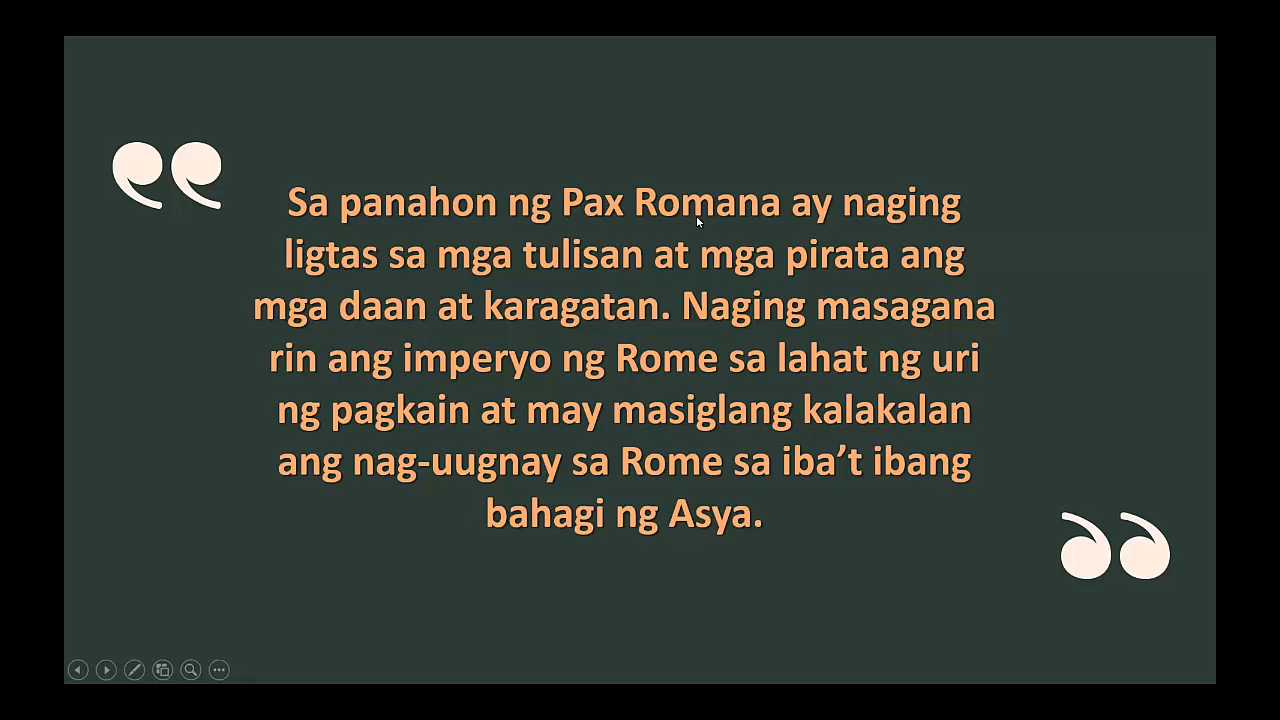 Sa panahon ng Pax Romana ay naging
ligtas sa mga tulisan at mga pirata ang
mga daan at karagatan. Naging masagana
rin ang imperyo ng Rome sa lahat ng uri
ng pagkain at may masiglang kalakalan
ang nag-uugnay sa Rome sa iba’t ibang
bahagi ng Asya.